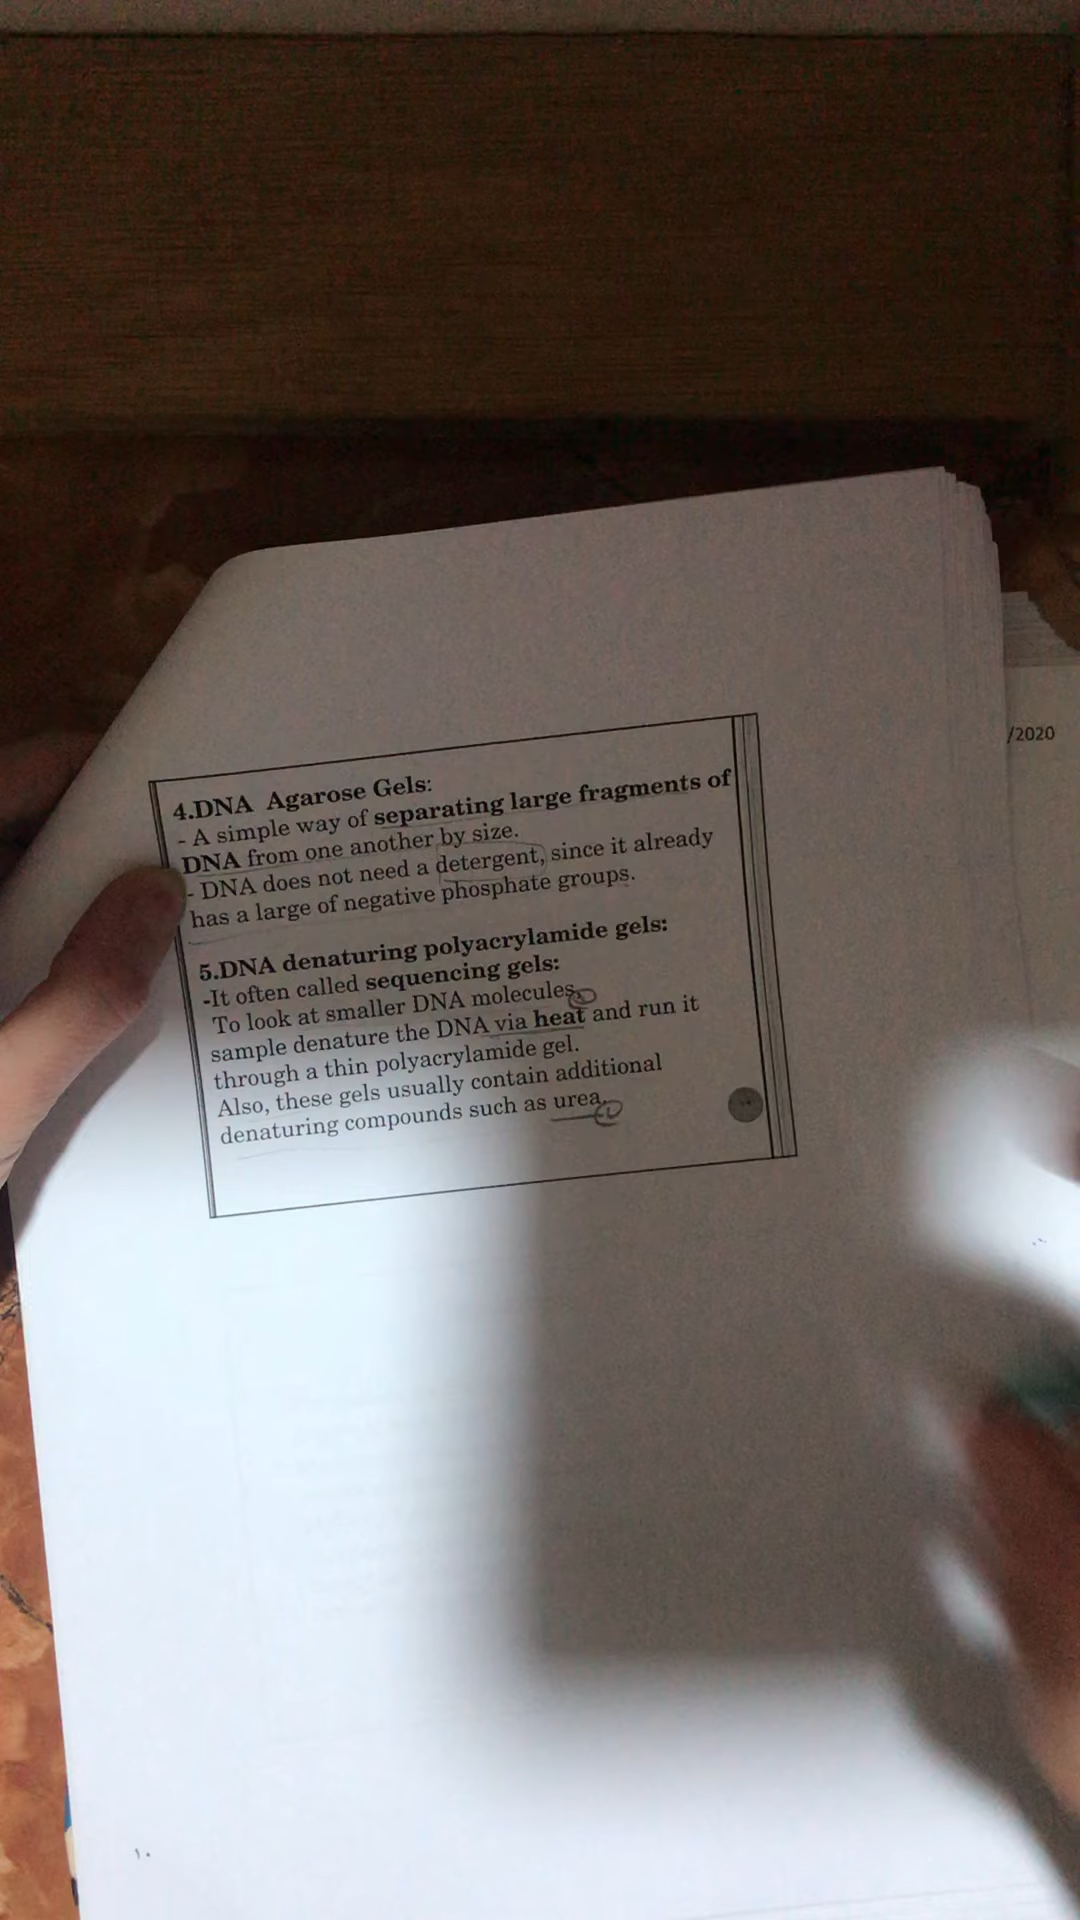 4.DNA Agarose Gels:
- A simple way of separating large fragments of
DNA from one another by size.
- DNA does not need a detergent, since it already
has a large of negative phosphate groups.
5.DNA denaturing polyacrylamide gels:
-It often called sequencing gels:
To look at smaller DNA molecules,
sample denature the DNA via heat and run it
through a thin polyacrylamide gel.
Also, these gels usually contain additional
denaturing compounds such as urea.
/2020
١٠